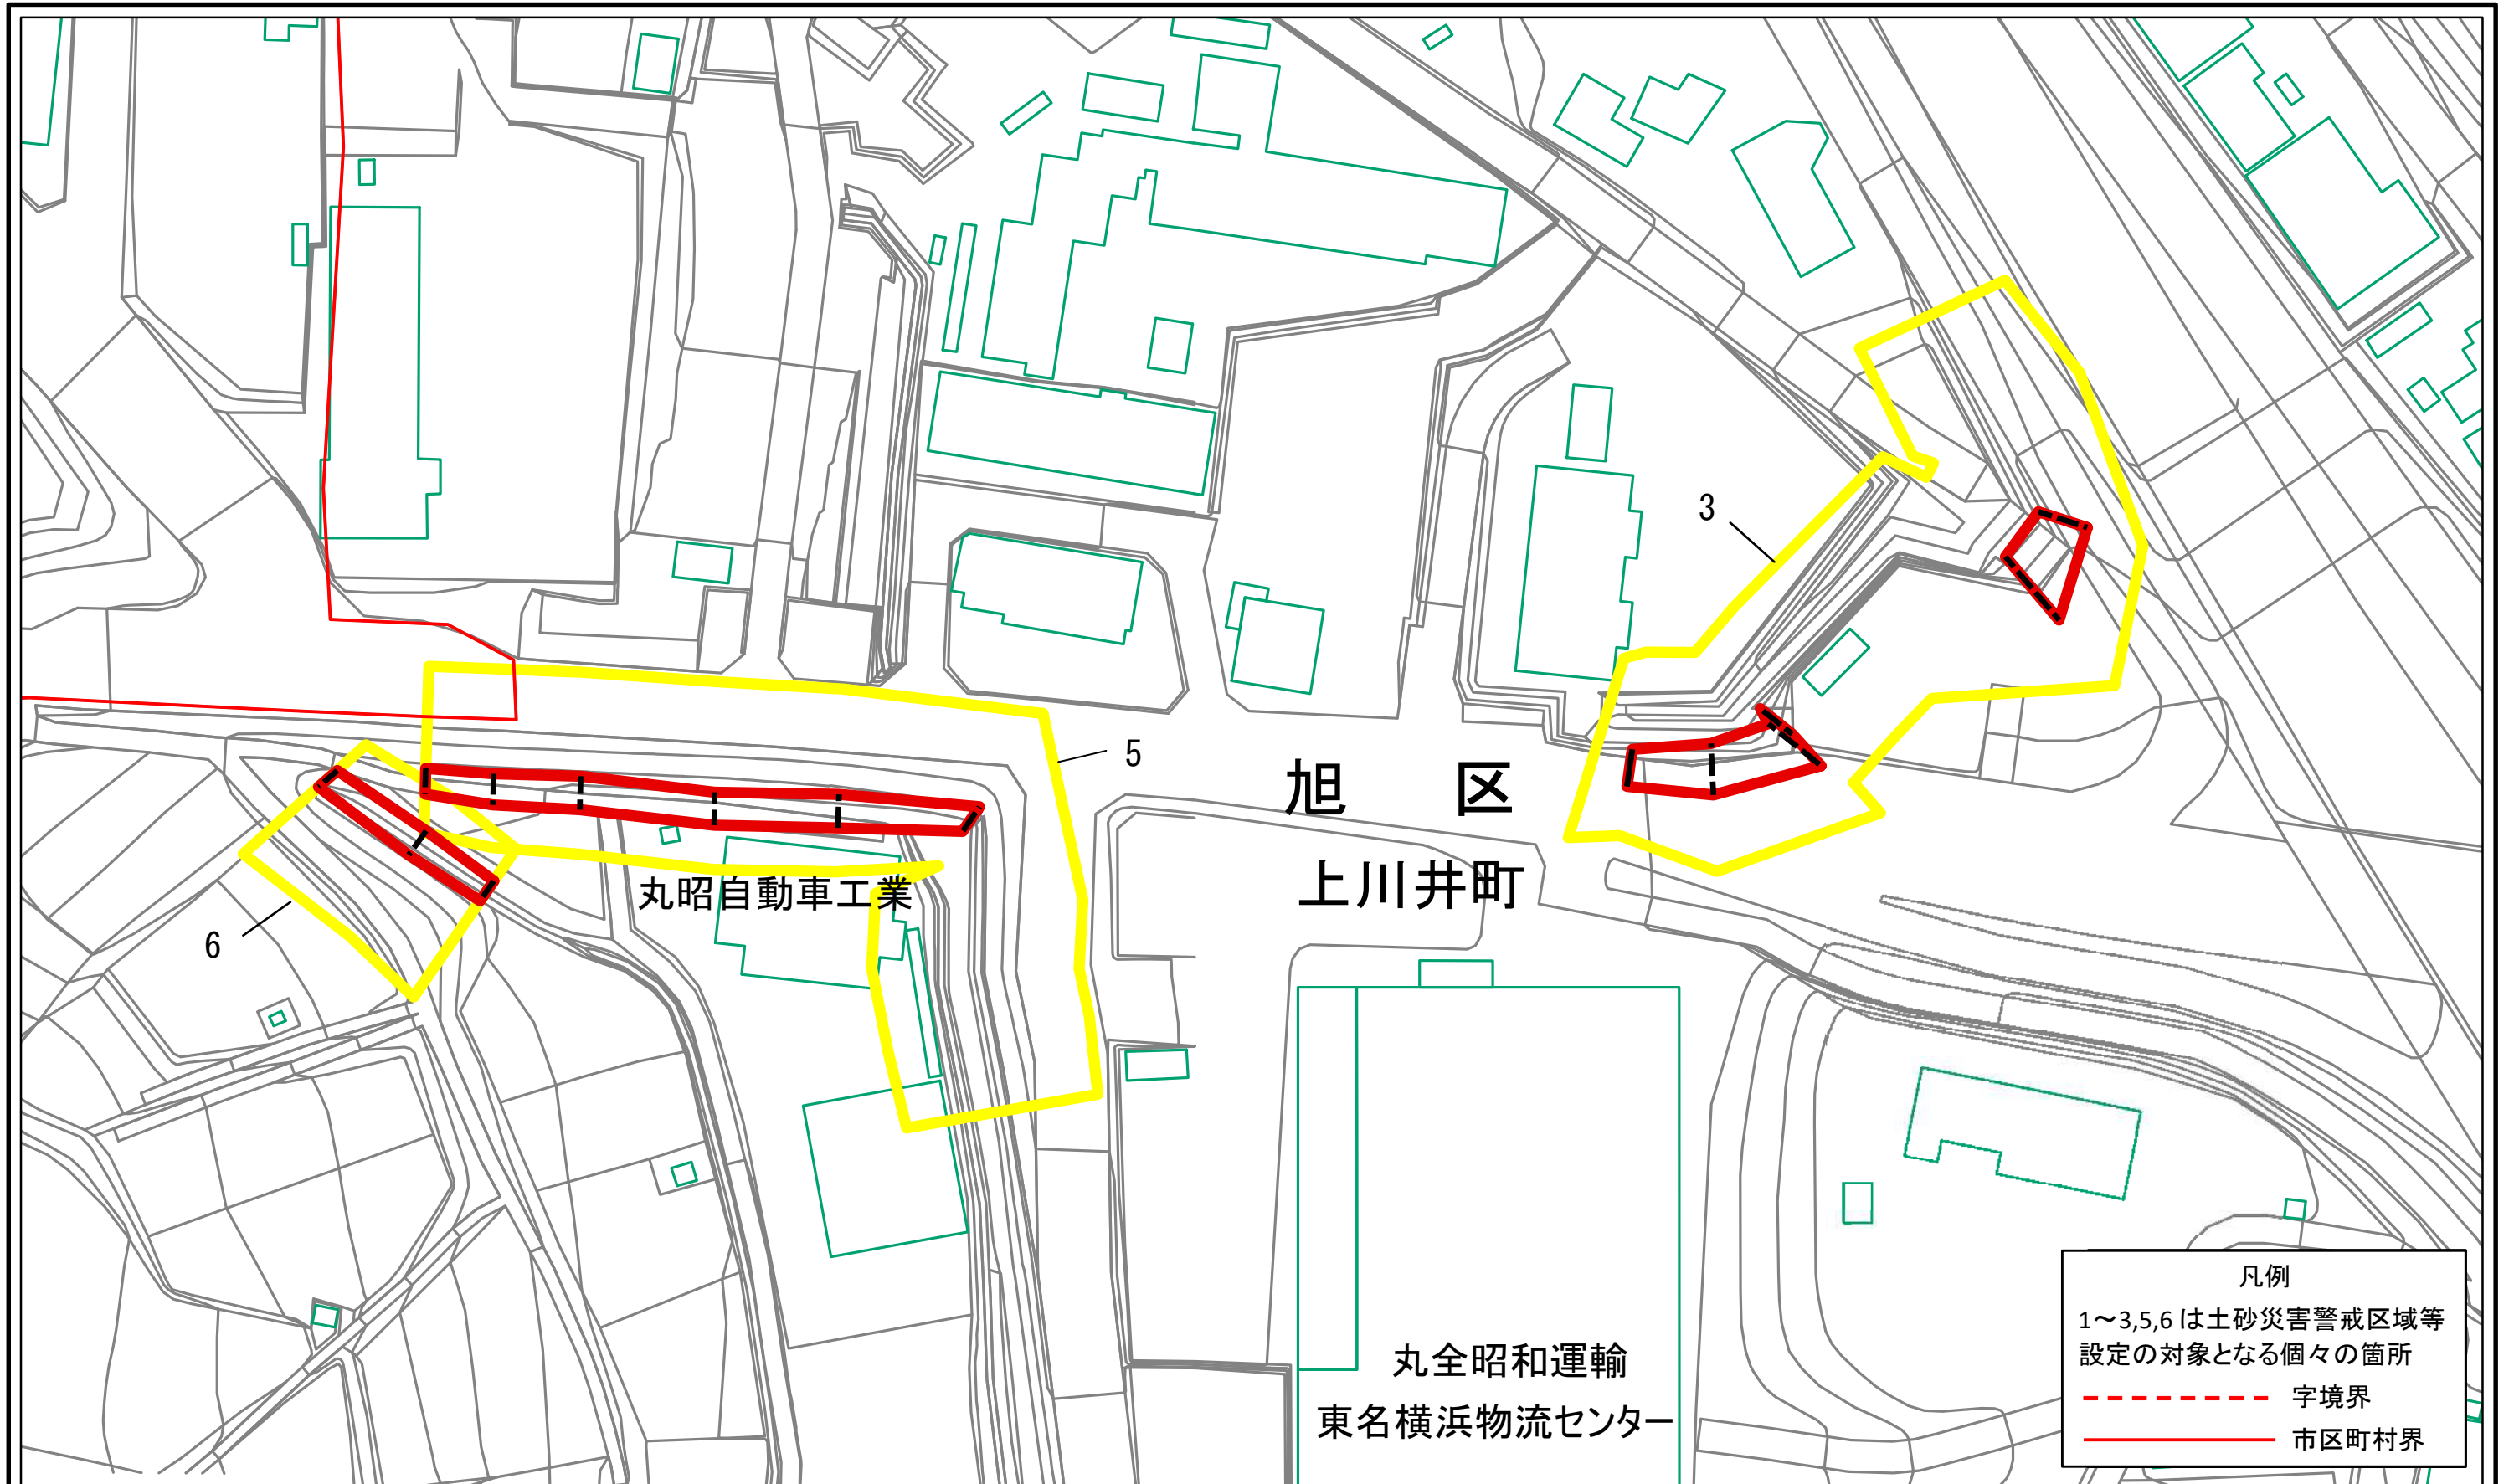 3
5
旭 区
上川井町
丸昭自動車工業
6
丸全昭和運輸
東名横浜物流センター
凡例
1～3,5,6 は土砂災害警戒区域等
設定の対象となる個々の箇所
字境界
市区町村界